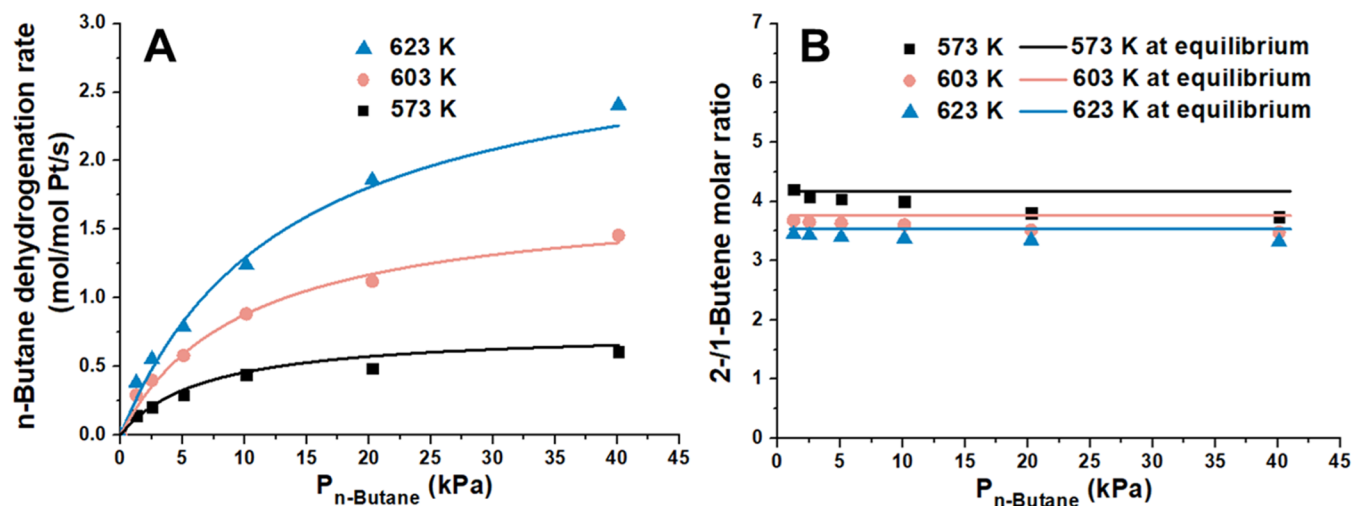 A
n-Butane dehydrogenation rate
(mol/mol Pt/s)
3.0
2.5
2.0
1.5
1.0
0.5
0.0
623 K
603 K
573 K
0 5 10 15 20 25 30 35 40 45
P n-Butane (kPa)
B
2-/1-Butene molar ratio
7
6
5
4
3
2
1
0
573 K 573 K at equilibrium
603 K 603 K at equilibrium
623 K 623 K at equilibrium
0 5 10 15 20 25 30 35 40 45
P n-Butane (kPa)